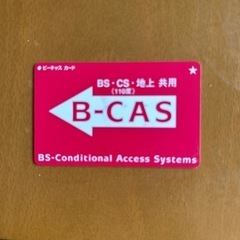 ビーキャス カード
BS・CS・地上 共用
(110度)
B-CAS
BS-Conditional Access Systems